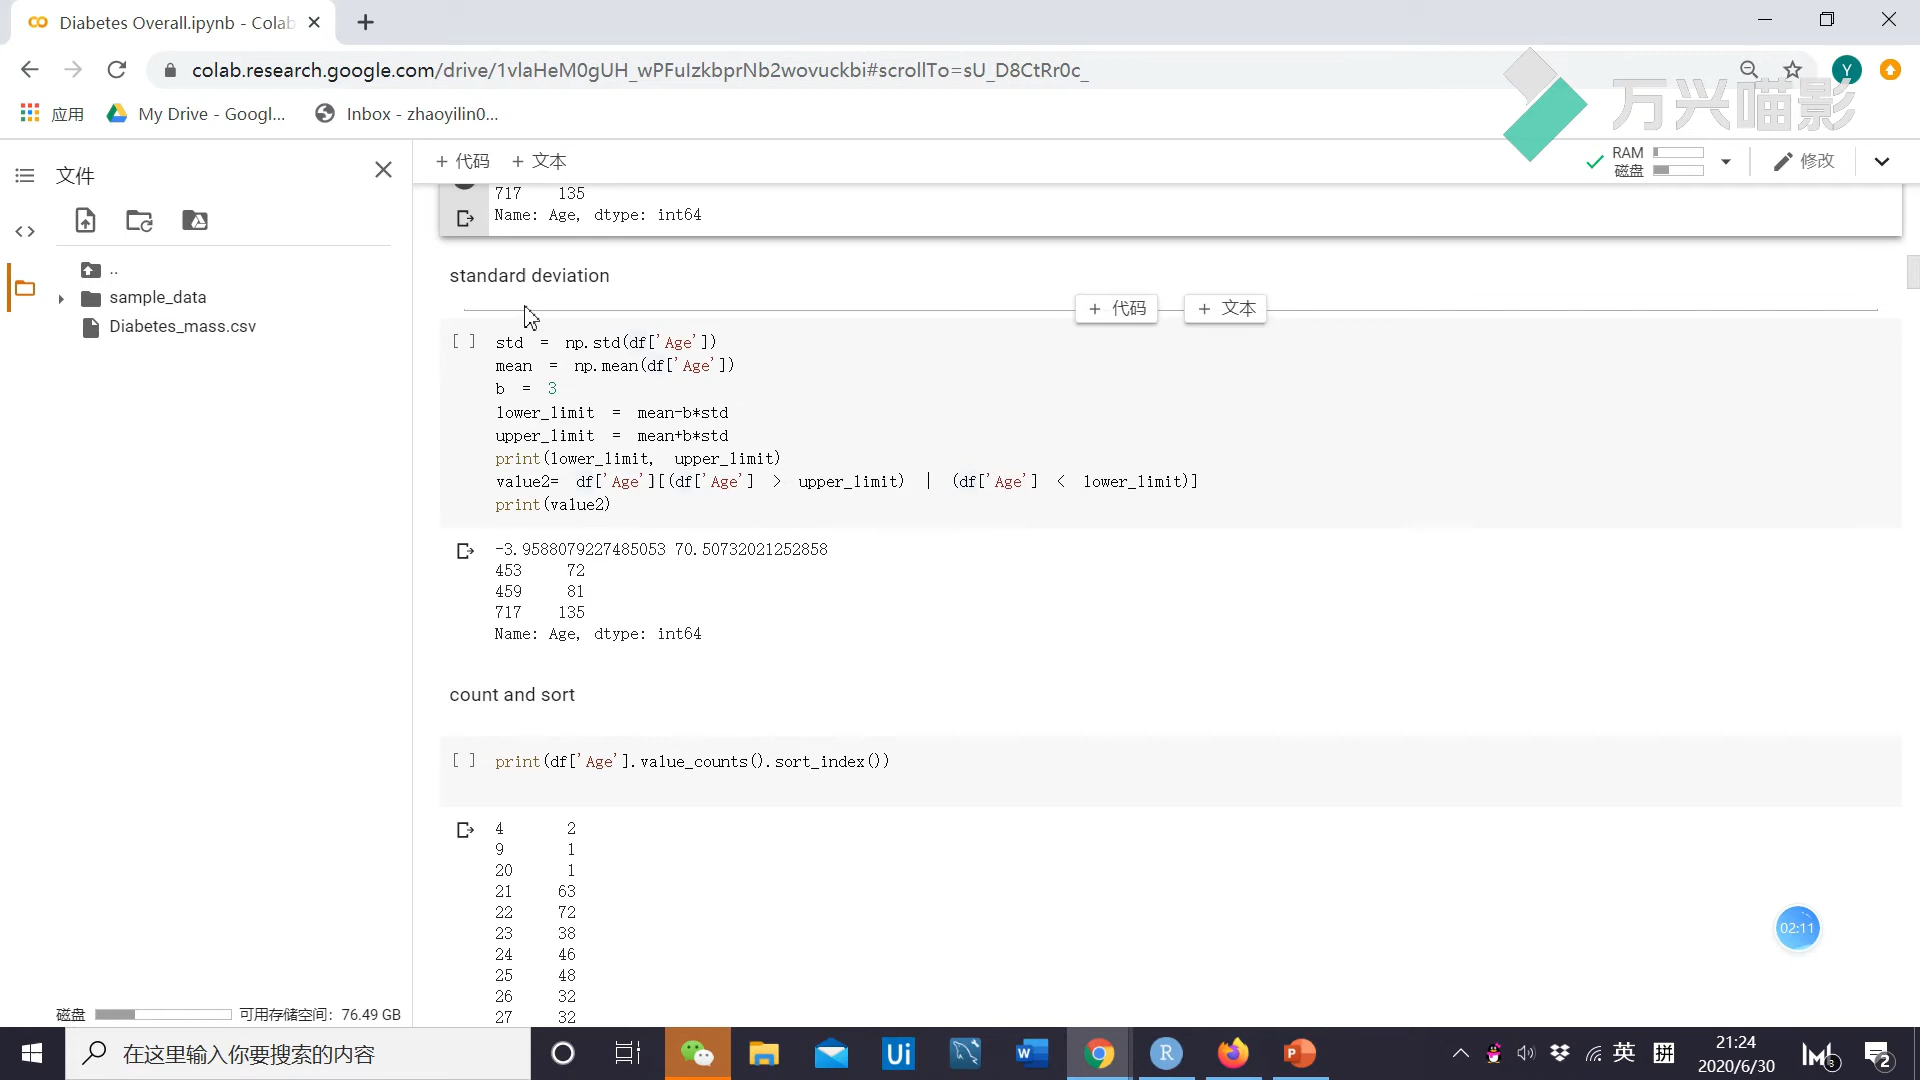 Diabetes Overall.ipynb - Colab
colab.research.google.com/drive/1vlaHeM0gUH_wPFuIzkbprNb2wovuckbi#scrollTo=sU_D8CtRr0c_
Y
应用
My Drive - Googl...
Inbox - zhaoyilin0...
万兴喵影
文件
+ 代码 + 文本
RAM
磁盘
修改
..
sample_data
Diabetes_mass.csv
717 135
Name: Age, dtype: int64
standard deviation
+ 代码
+ 文本
[ ] std = np.std(df['Age'])
mean = np.mean(df['Age'])
b = 3
lower_limit = mean-b*std
upper_limit = mean+b*std
print(lower_limit, upper_limit)
value2= df['Age'][(df['Age'] > upper_limit) | (df['Age'] < lower_limit)]
print(value2)
-3.9588079227485053 70.50732021252858
453 72
459 81
717 135
Name: Age, dtype: int64
count and sort
[ ] print(df['Age'].value_counts().sort_index())
4 2
9 1
20 1
21 63
22 72
23 38
24 46
25 48
26 32
27 32
02:11
磁盘
可用存储空间: 76.49 GB
在这里输入你要搜索的内容
Ui
W
R
P
英
拼
21:24
2020/6/30
3
2